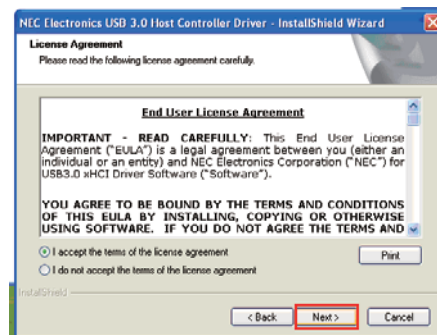 NEC Electronics USB 3.0 Host Controller Driver - InstallShield Wizard
License Agreement
Please read the following license agreement carefully.
End User License Agreement
IMPORTANT - READ CAREFULLY: This End User License
Agreement ("EULA") is a legal agreement between you (either an
individual or an entity) and NEC Electronics Corporation ("NEC") for
USB3.0 xHCI Driver Software ("Software").
YOU AGREE TO BE BOUND BY THE TERMS AND CONDITIONS
OF THIS EULA BY INSTALLING, COPYING OR OTHERWISE
USING SOFTWARE. IF YOU DO NOT AGREE THE TERMS AND
I accept the terms of the license agreement
Print
I do not accept the terms of the license agreement
InstallShield
< Back
Next >
Cancel